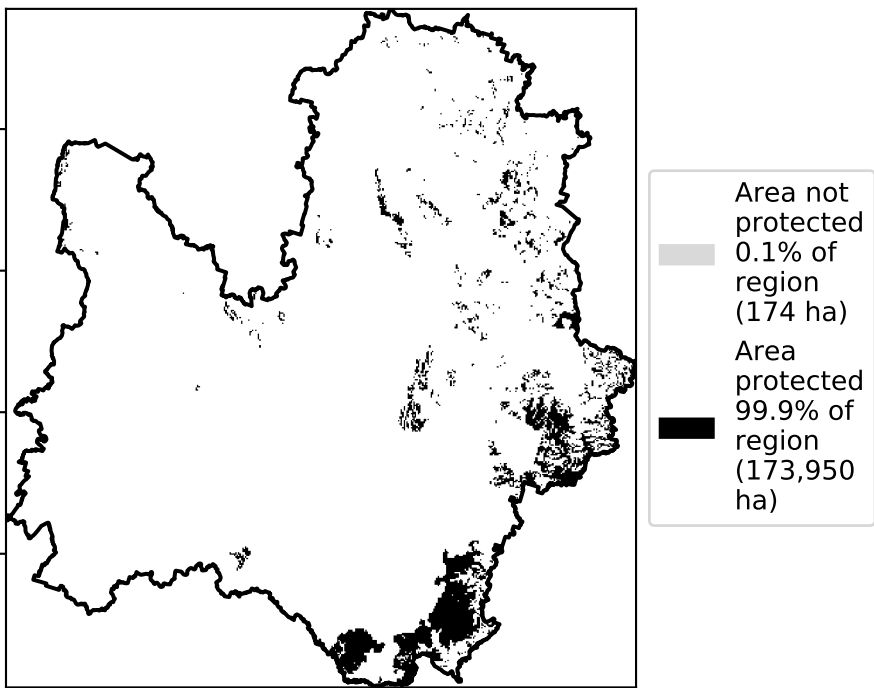 Area not
protected
0.1% of
region
(174 ha)
Area
protected
99.9% of
region
(173,950
ha)